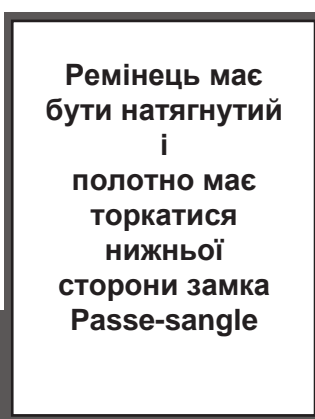 Ремінець має
бути натягнутий
і
полотно має
торкатися
нижньої
сторони замка
Passe-sangle